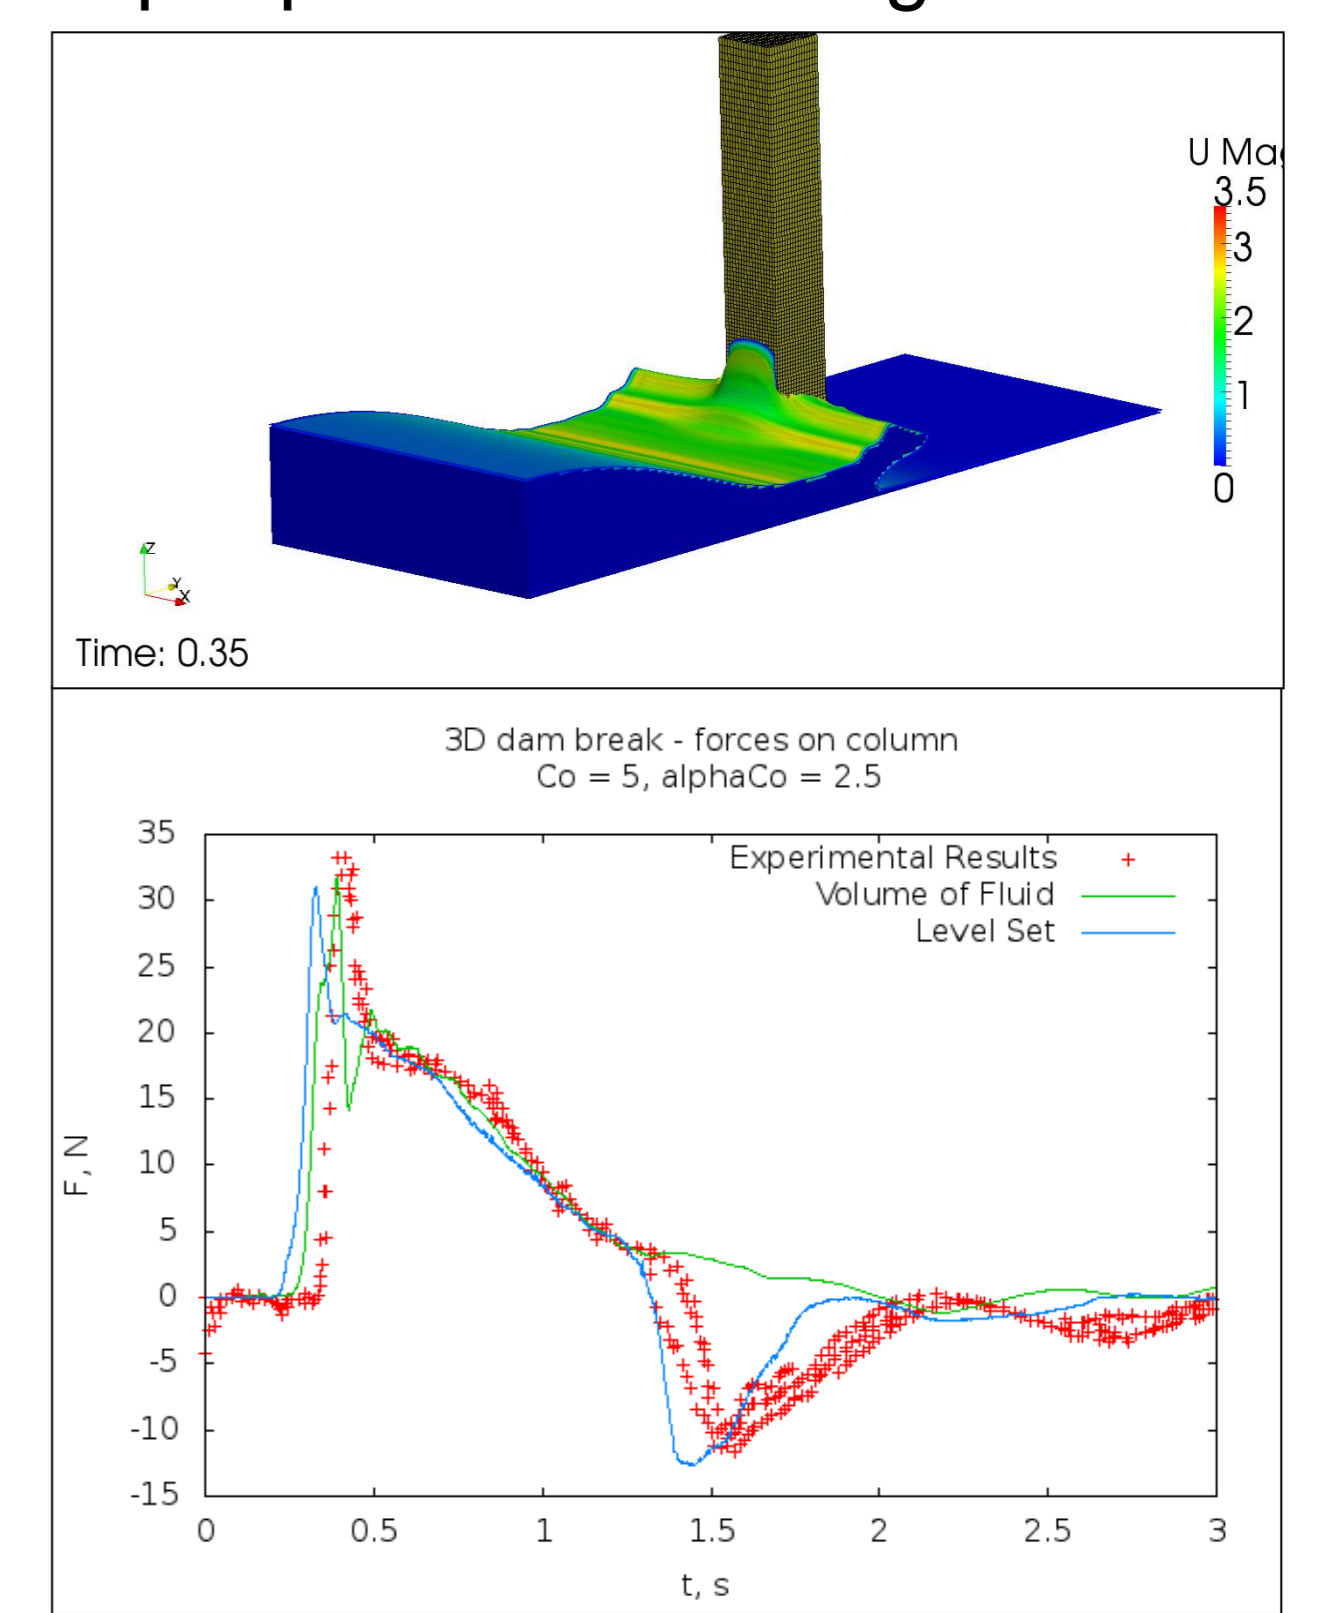 U Mag
3.5
3
2
1
0
Z
Y
X
Time: 0.35
3D dam break - forces on column
Co = 5, alphaCo = 2.5
35
30
25
20
15
10
5
0
-5
-10
-15
F, N
Experimental Results
Volume of Fluid
Level Set
0 0.5 1 1.5 2 2.5 3
t, s